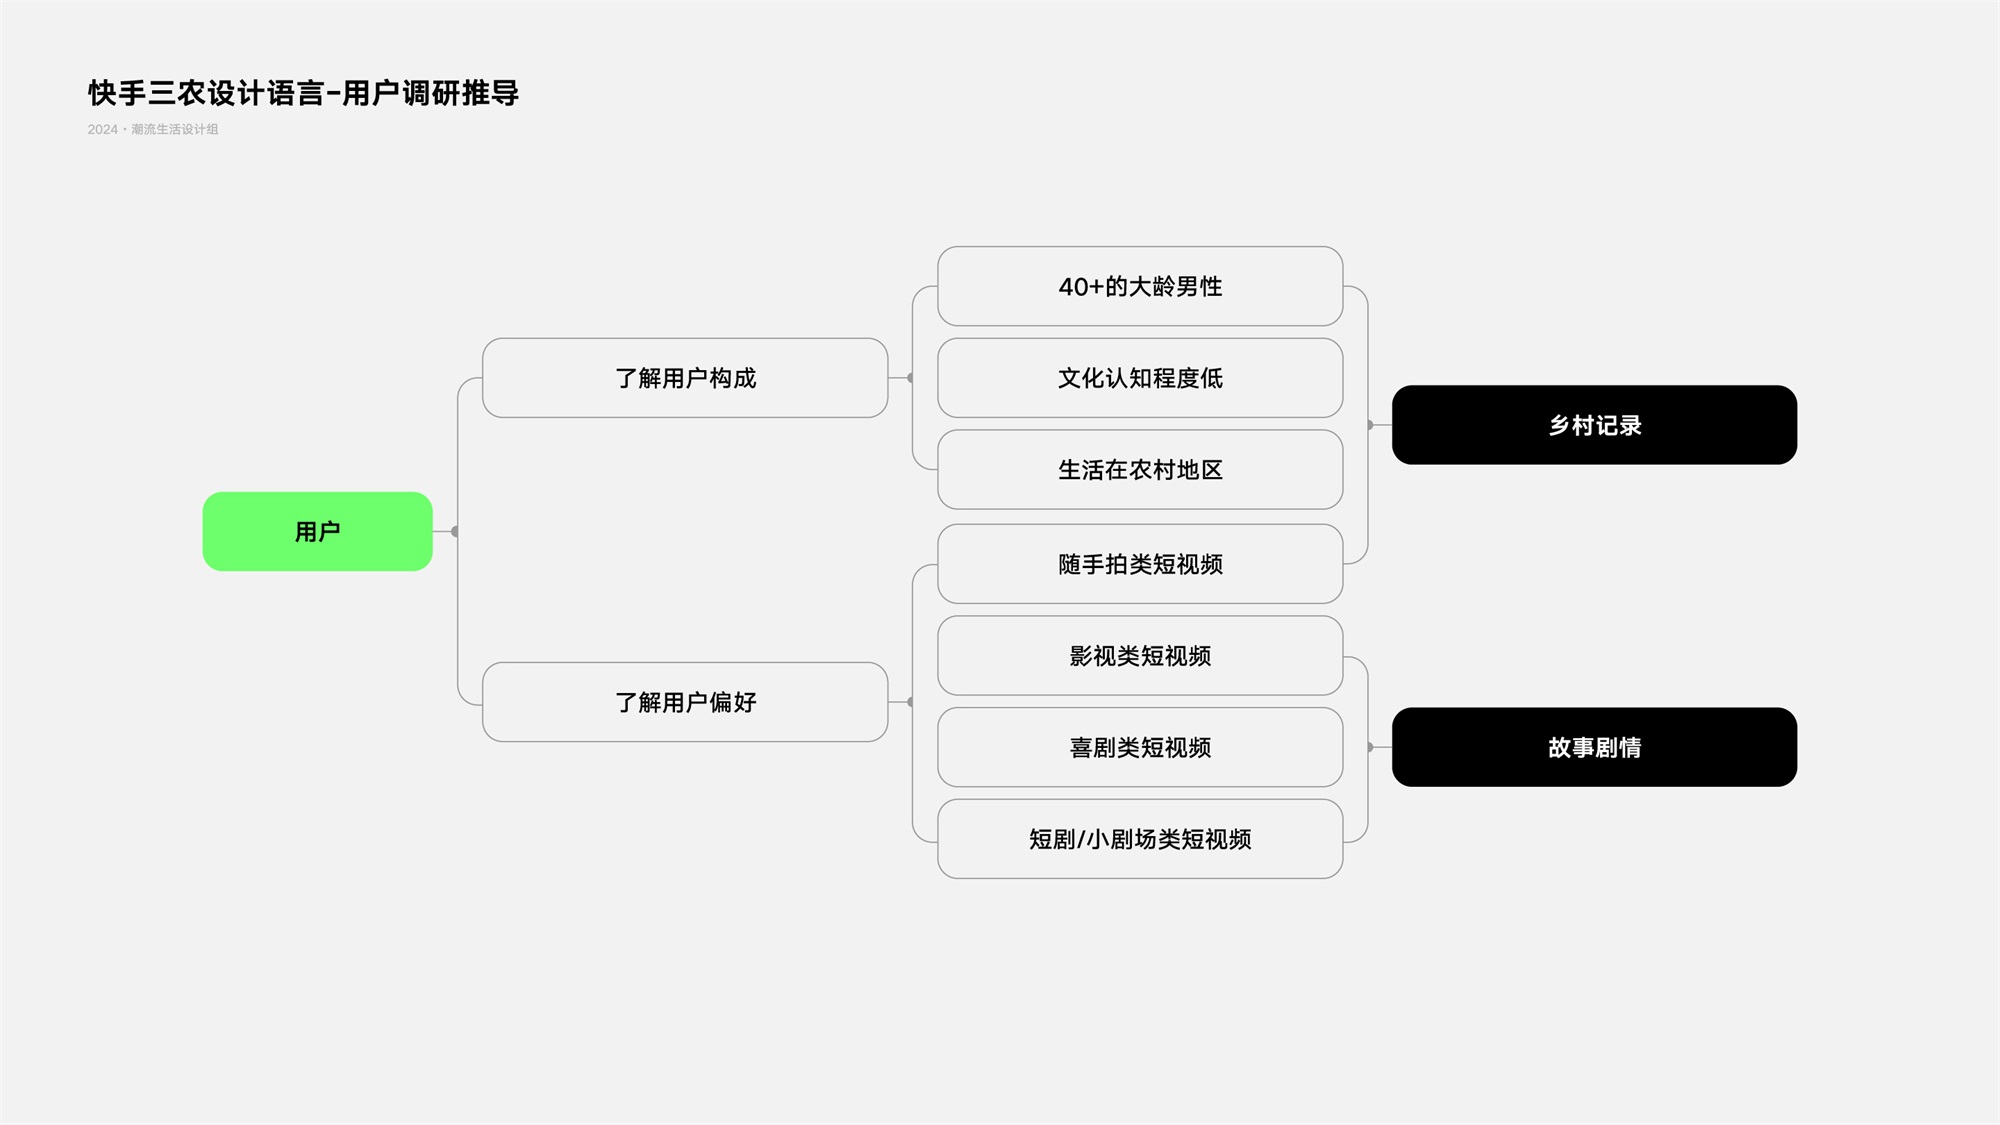 快手三农设计语言-用户调研推导
2024・潮流生活设计组
用户
了解用户构成
了解用户偏好
40+的大龄男性
文化认知程度低
生活在农村地区
随手拍类短视频
影视类短视频
喜剧类短视频
短剧/小剧场类短视频
乡村记录
故事剧情